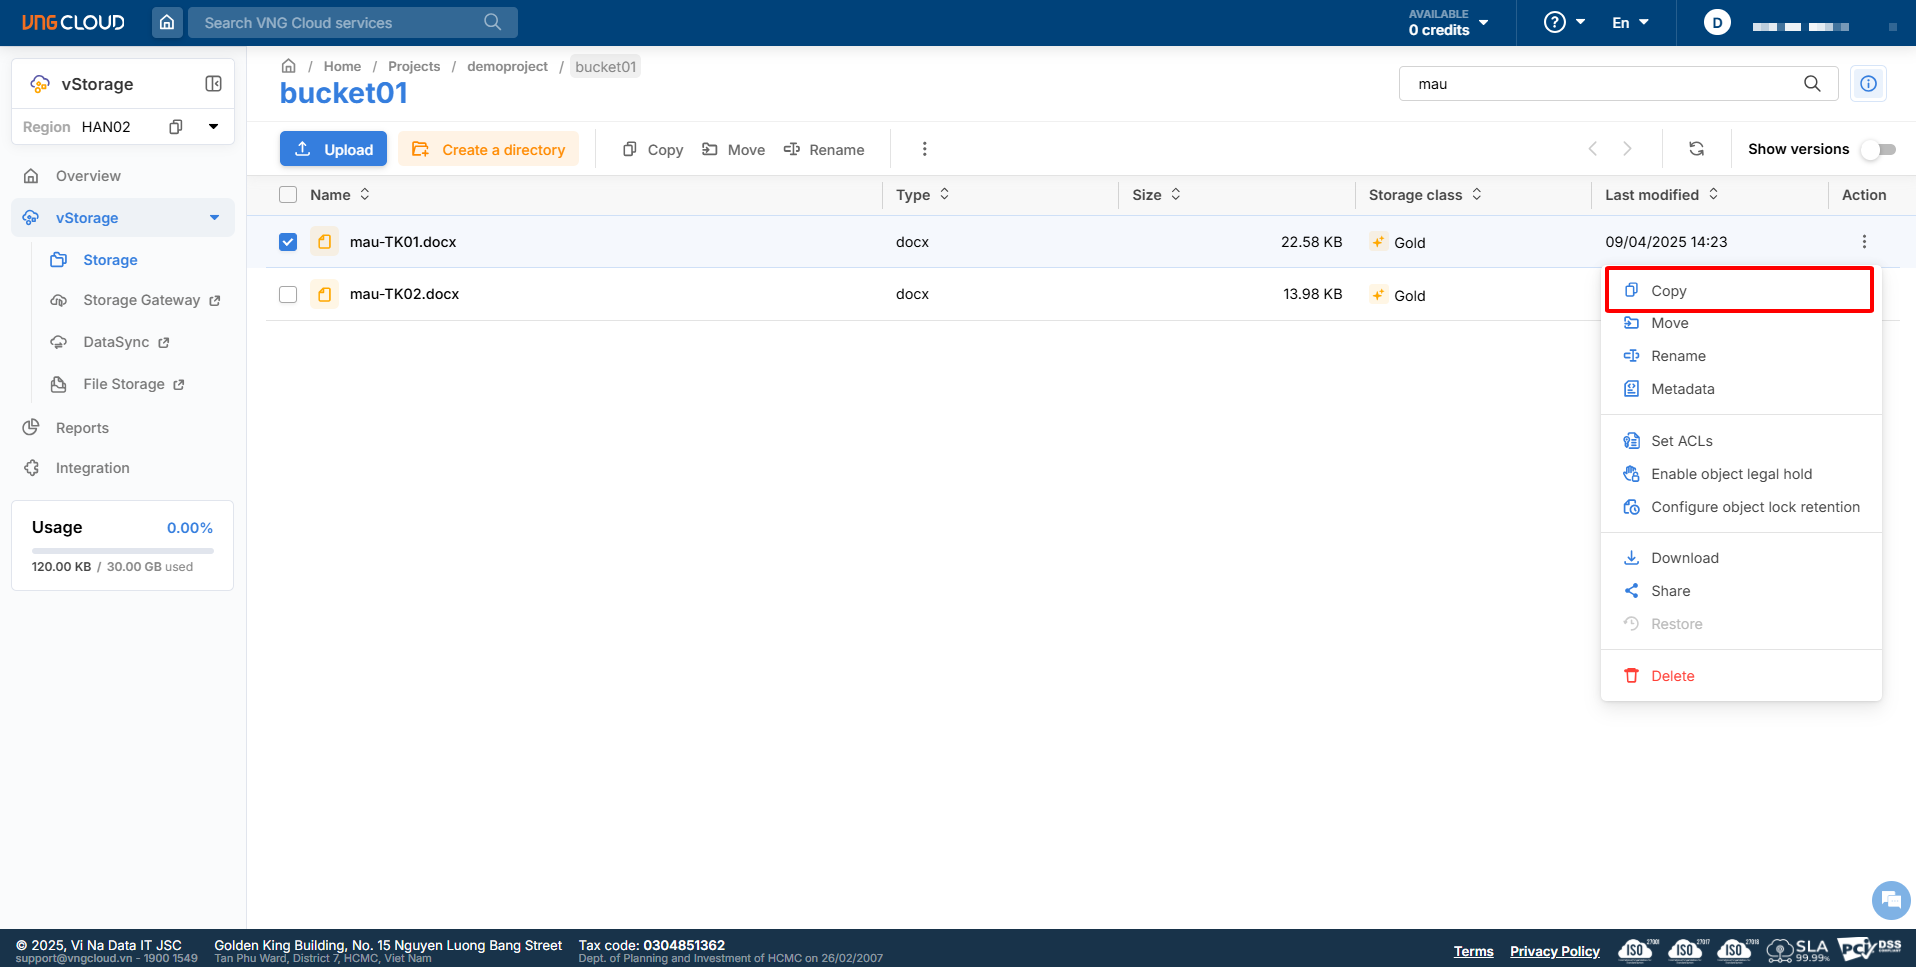 VNG CLOUD
Search VNG Cloud services
AVAILABLE
0 credits
En
D
vStorage
Region HAN02
Overview
vStorage
Storage
Storage Gateway
DataSync
File Storage
Reports
Integration
Usage 0.00%
120.00 KB / 30.00 GB used
/ Home / Projects / demoproject / bucket01
bucket01
mau
Upload Create a directory Copy Move Rename
Show versions
Name Type Size Storage class Last modified Action
mau-TK01.docx docx 22.58 KB Gold 09/04/2025 14:23
mau-TK02.docx docx 13.98 KB Gold
Copy
Move
Rename
Metadata
Set ACLs
Enable object legal hold
Configure object lock retention
Download
Share
Restore
Delete
© 2025, Vi Na Data IT JSC
support@vngcloud.vn - 1900 1549
Golden King Building, No. 15 Nguyen Luong Bang Street
Tan Phu Ward, District 7, HCMC, Viet Nam
Tax code: 0304851362
Dept. of Planning and Investment of HCMC on 26/02/2007
Terms Privacy Policy
ISO 27001
ISO 27017
ISO 27018
SLA
99.99%
PCI DSS